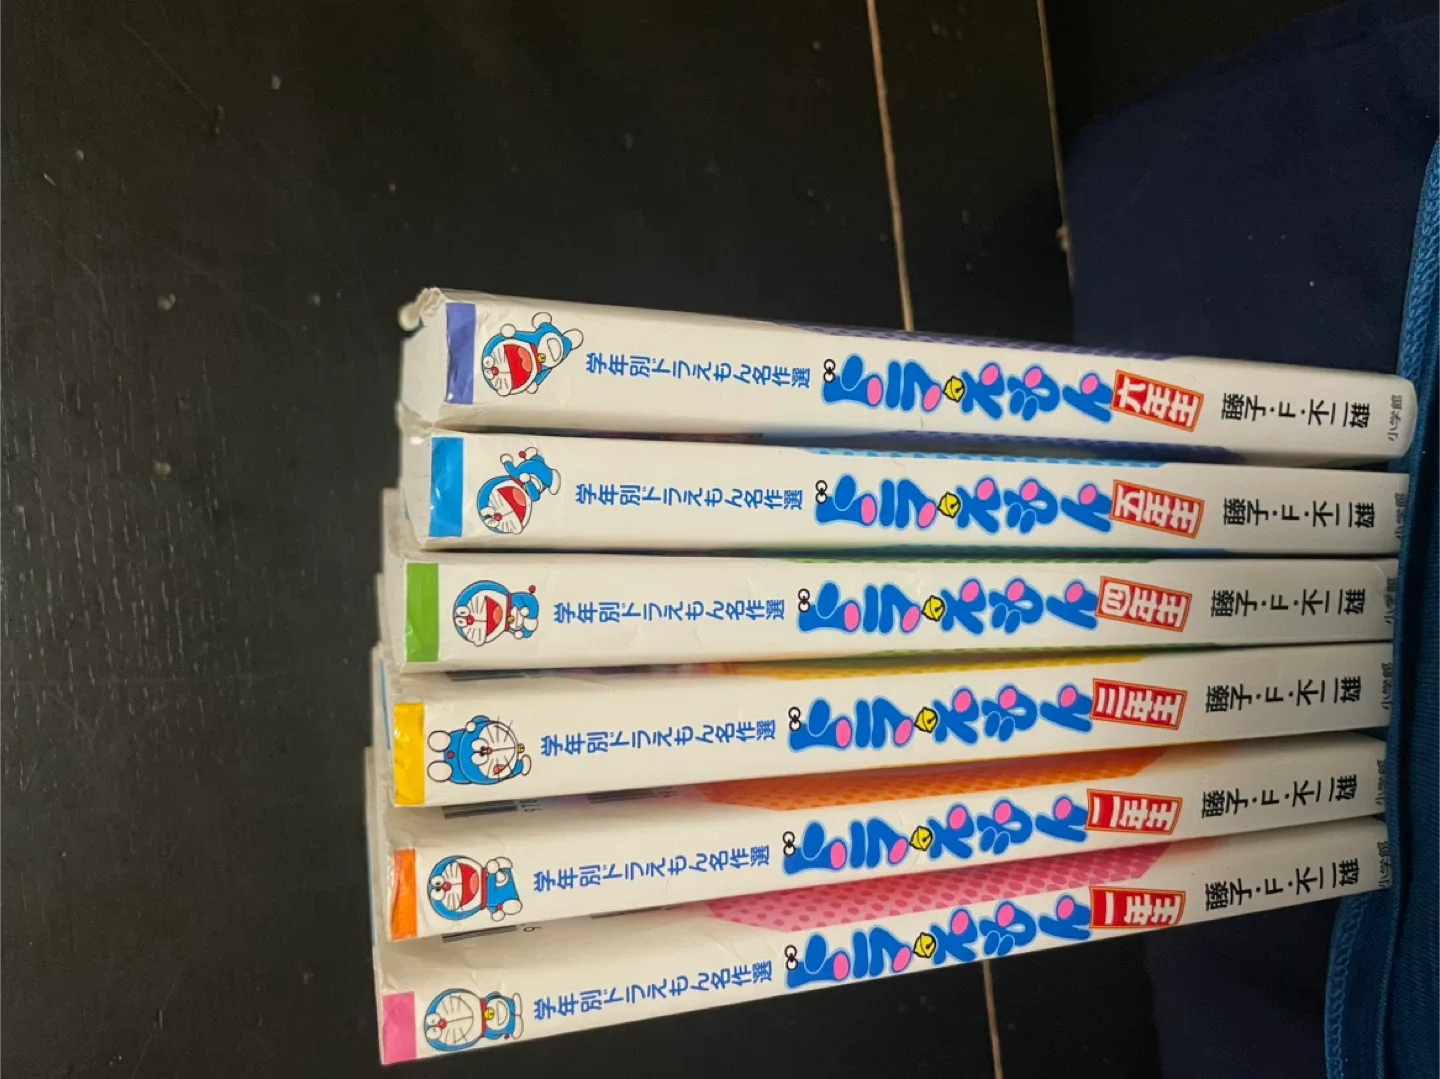 学年別ドラえもん名作選 ドラえもん 六年生 藤子・F・不二雄 小学館
学年別ドラえもん名作選 ドラえもん 五年生 藤子・F・不二雄 小学館
学年別ドラえもん名作選 ドラえもん 四年生 藤子・F・不二雄 小学館
学年別ドラえもん名作選 ドラえもん 三年生 藤子・F・不二雄 小学館
学年別ドラえもん名作選 ドラえもん 二年生 藤子・F・不二雄 小学館
学年別ドラえもん名作選 ドラえもん 一年生 藤子・F・不二雄 小学館